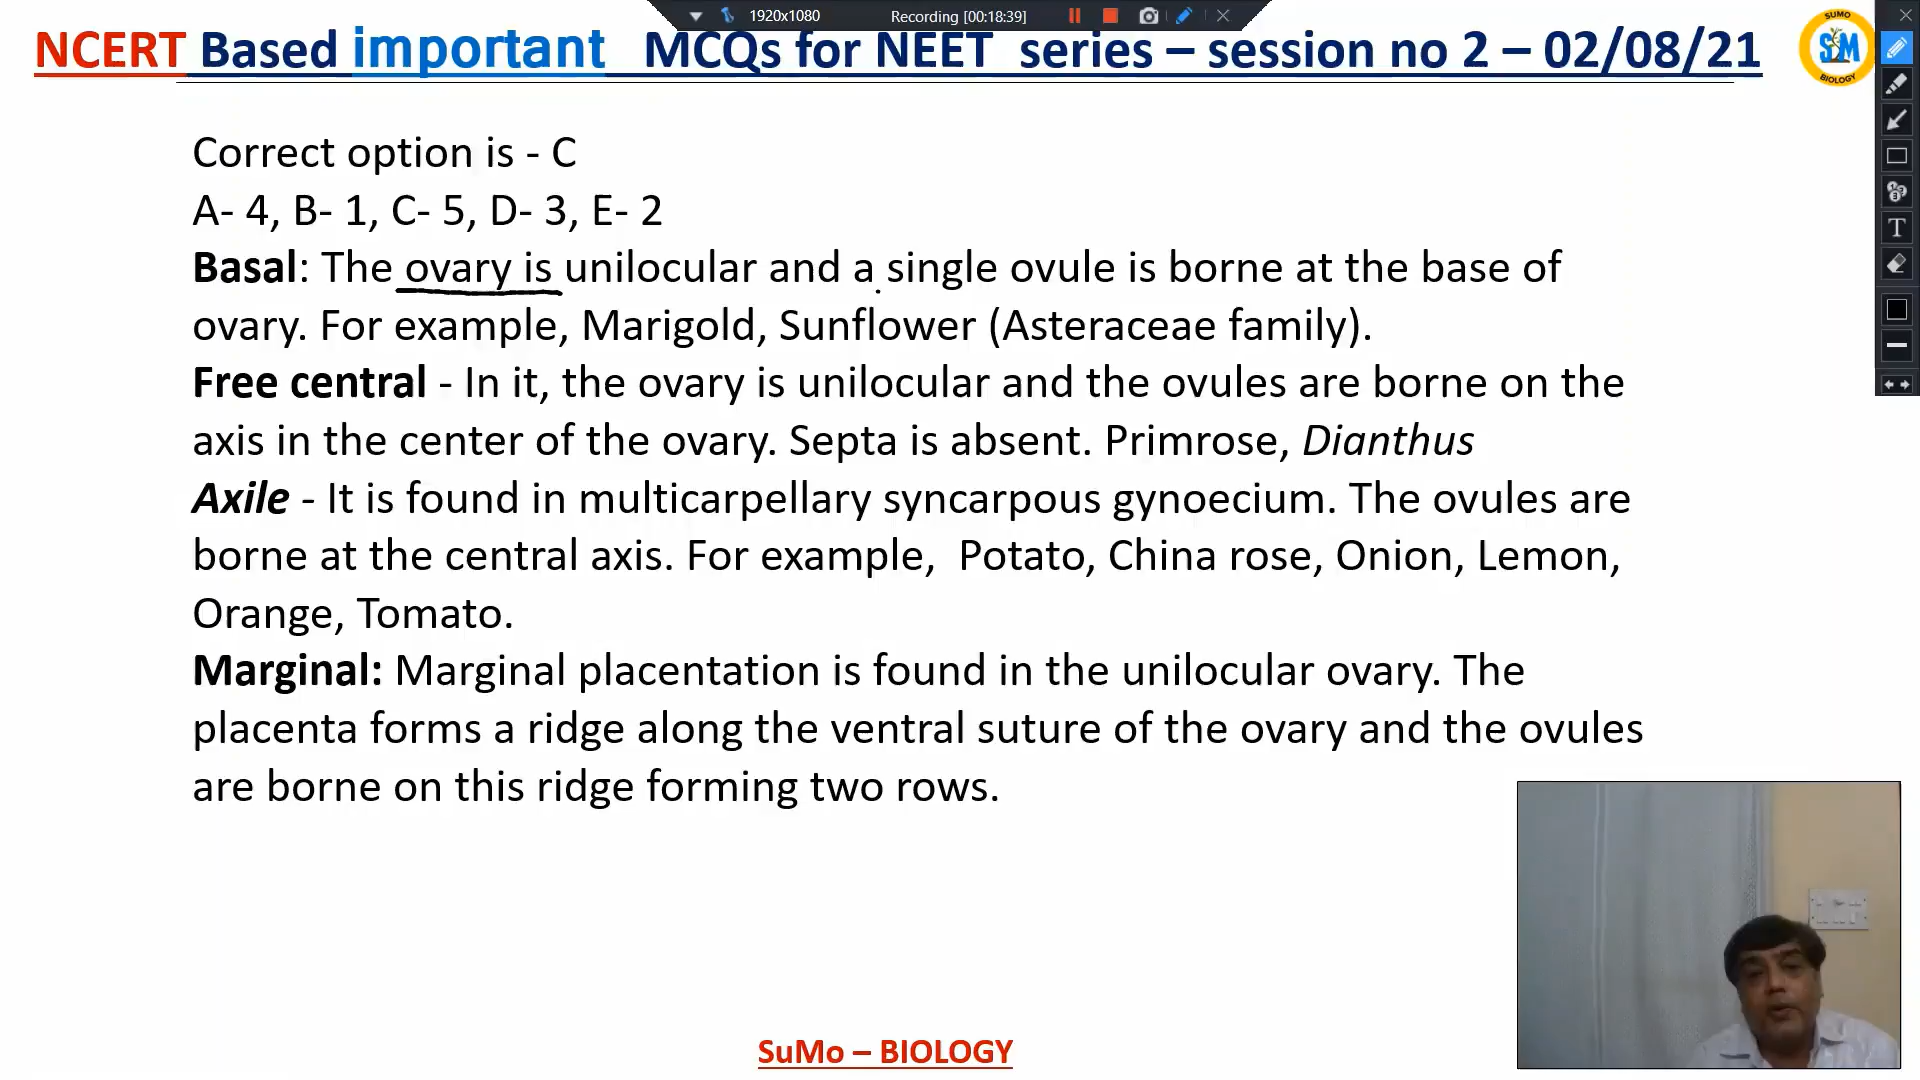 1920x1080 Recording [00:18:39]
NCERT Based important MCQs for NEET series – session no 2 – 02/08/21
SUMO
SM
BIOLOGY
Correct option is - C
A- 4, B- 1, C- 5, D- 3, E- 2
Basal: The ovary is unilocular and a single ovule is borne at the base of
ovary. For example, Marigold, Sunflower (Asteraceae family).
Free central - In it, the ovary is unilocular and the ovules are borne on the
axis in the center of the ovary. Septa is absent. Primrose, Dianthus
Axile - It is found in multicarpellary syncarpous gynoecium. The ovules are
borne at the central axis. For example, Potato, China rose, Onion, Lemon,
Orange, Tomato.
Marginal: Marginal placentation is found in the unilocular ovary. The
placenta forms a ridge along the ventral suture of the ovary and the ovules
are borne on this ridge forming two rows.
SuMo – BIOLOGY